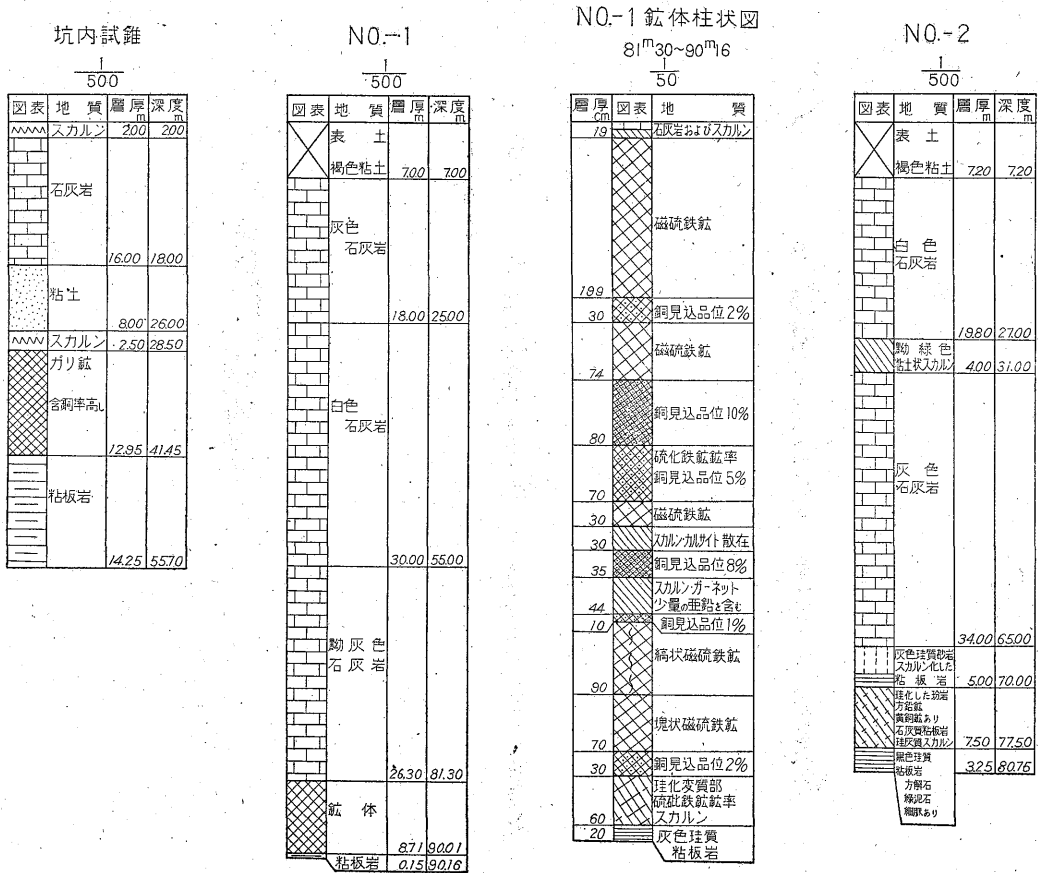 坑内試錐
1
500
図表 地質 層厚m 深度m
スカルン 2.00 2.00
石灰岩 16.00 18.00
粘土 8.00 26.00
スカルン 2.50 28.50
ガリ鉱
含銅率高し 12.95 41.45
粘板岩 14.25 55.70
NO.-1
1
500
図表 地質 層厚m 深度m
表土
褐色粘土 7.00 7.00
灰色
石灰岩 18.00 25.00
白色
石灰岩 30.00 55.00
黝灰色
石灰岩 26.30 81.30
鉱体 8.71 90.01
粘板岩 0.15 90.16
NO.-1 鉱体柱状図
81m30~90m16
1
50
層厚cm 図表 地質
19 石灰岩およびスカルン
199 磁硫鉄鉱
30 銅見込品位2%
74 磁硫鉄鉱
80 銅見込品位10%
硫化鉄鉱鉱率
70 銅見込品位5%
30 磁硫鉄鉱
30 スカルン・カルサイト散在
35 銅見込品位8%
スカルン・ガーネット
44 少量の亜鉛を含む
10 銅見込品位1%
90 縞状磁硫鉄鉱
70 塊状磁硫鉄鉱
30 銅見込品位2%
珪化変質部
硫砒鉄鉱鉱率
60 スカルン
20 灰色珪質
粘板岩
NO.-2
1
500
図表 地質 層厚m 深度m
表土
褐色粘土 7.20 7.20
白色
石灰岩 19.80 27.00
黝緑色
粘土状スカルン 4.00 31.00
灰色
石灰岩 34.00 65.00
灰色珪質砂岩
スカルン化した
粘板岩 5.00 70.00
珪化した玢岩
方鉛鉱
黄銅鉱あり
石灰質粘板岩
珪灰質スカルン 7.50 77.50
黒色珪質
粘板岩 3.25 80.76
方解石
緑泥石
細脈あり